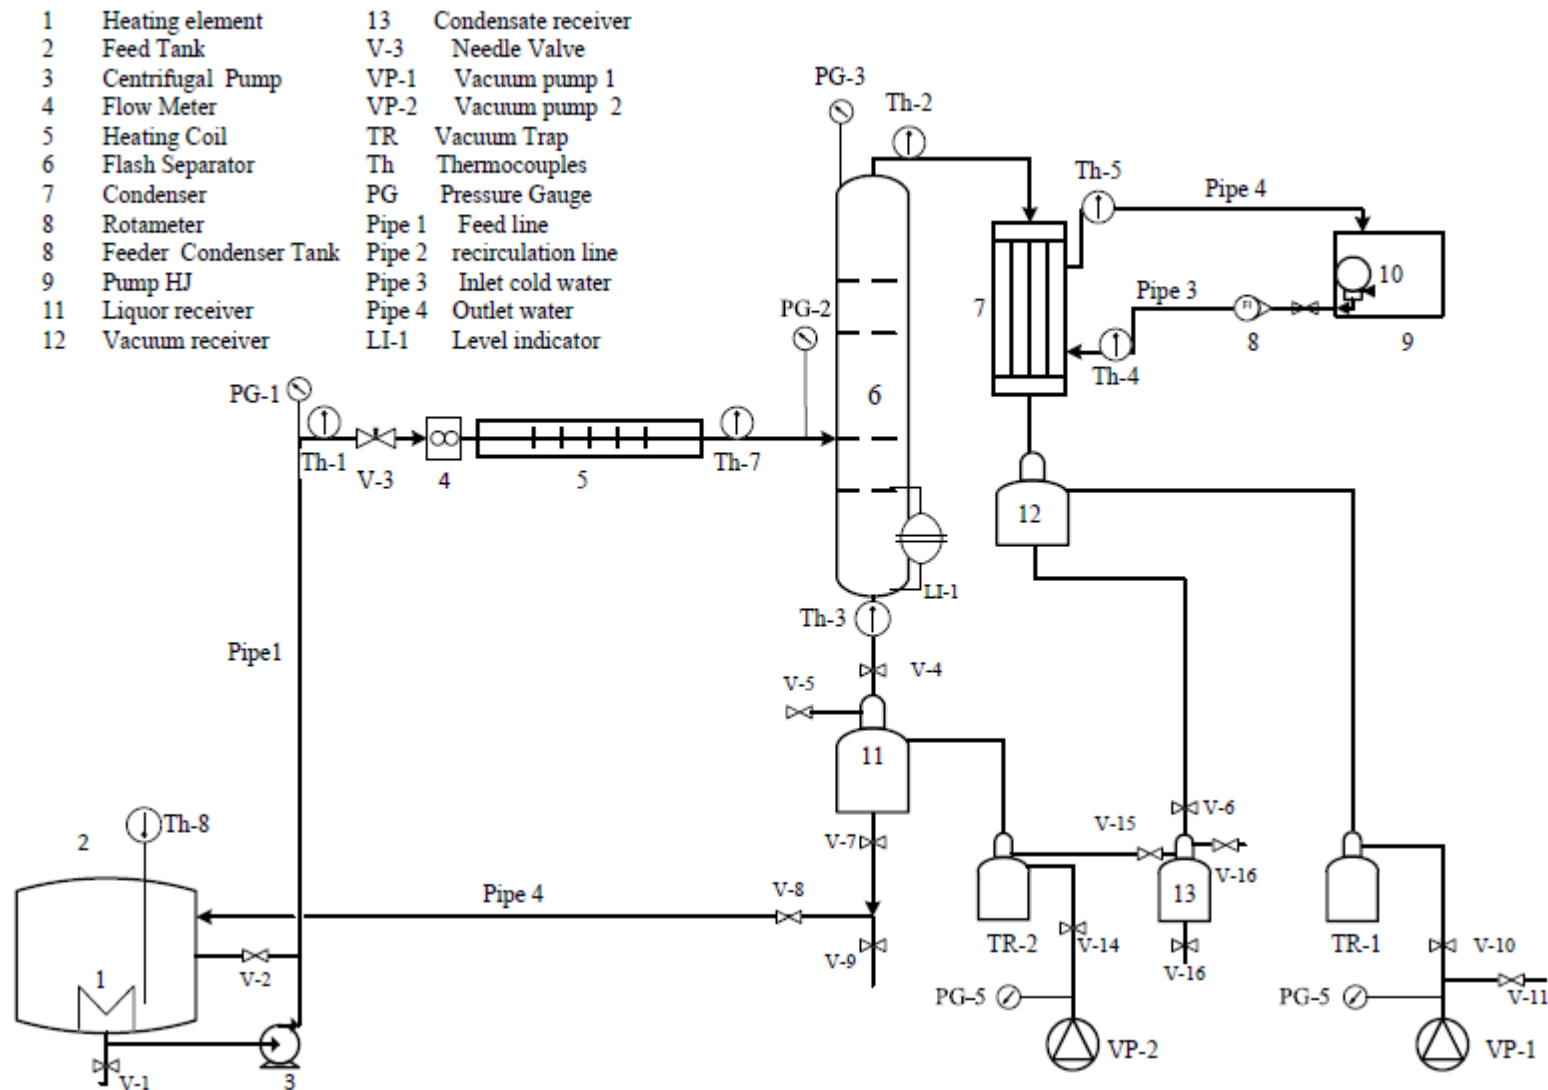 1 Heating element 13 Condensate receiver
2 Feed Tank V-3 Needle Valve
3 Centrifugal Pump VP-1 Vacuum pump 1
4 Flow Meter VP-2 Vacuum pump 2
5 Heating Coil TR Vacuum Trap
6 Flash Separator Th Thermocouples
7 Condenser PG Pressure Gauge
8 Rotameter Pipe 1 Feed line
8 Feeder Condenser Tank Pipe 2 recirculation line
9 Pump HJ Pipe 3 Inlet cold water
11 Liquor receiver Pipe 4 Outlet water
12 Vacuum receiver LI-1 Level indicator
PG-3
Th-2
Th-5
Pipe 4
10
Pipe 3
FI
8
9
7
Th-4
PG-2
6
PG-1
Th-1
V-3
4
5
Th-7
12
LI-1
Th-3
Pipe1
V-4
V-5
11
V-6
V-15
V-16
V-7
Th-8
2
Pipe 4
V-8
13
TR-2
V-14
V-16
TR-1
V-10
V-9
V-2
1
PG-5
PG-5
V-11
VP-2
VP-1
V-1
3